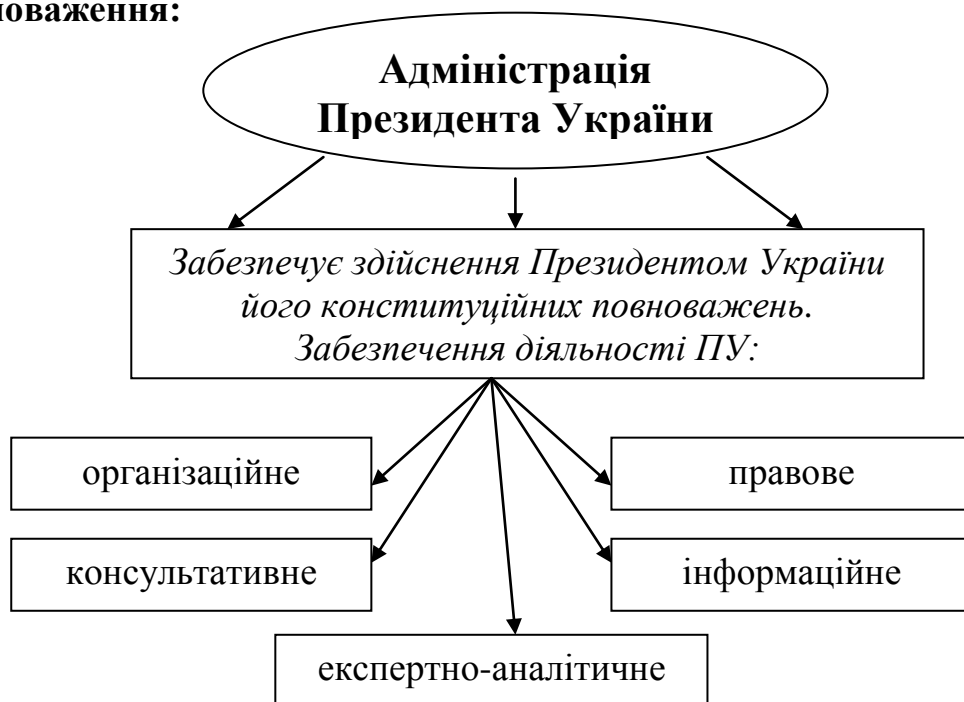 новаження:
Адміністрація
Президента України
Забезпечує здійснення Президентом України
його конституційних повноважень.
Забезпечення діяльності ПУ:
організаційне
правове
консультативне
інформаційне
експертно-аналітичне